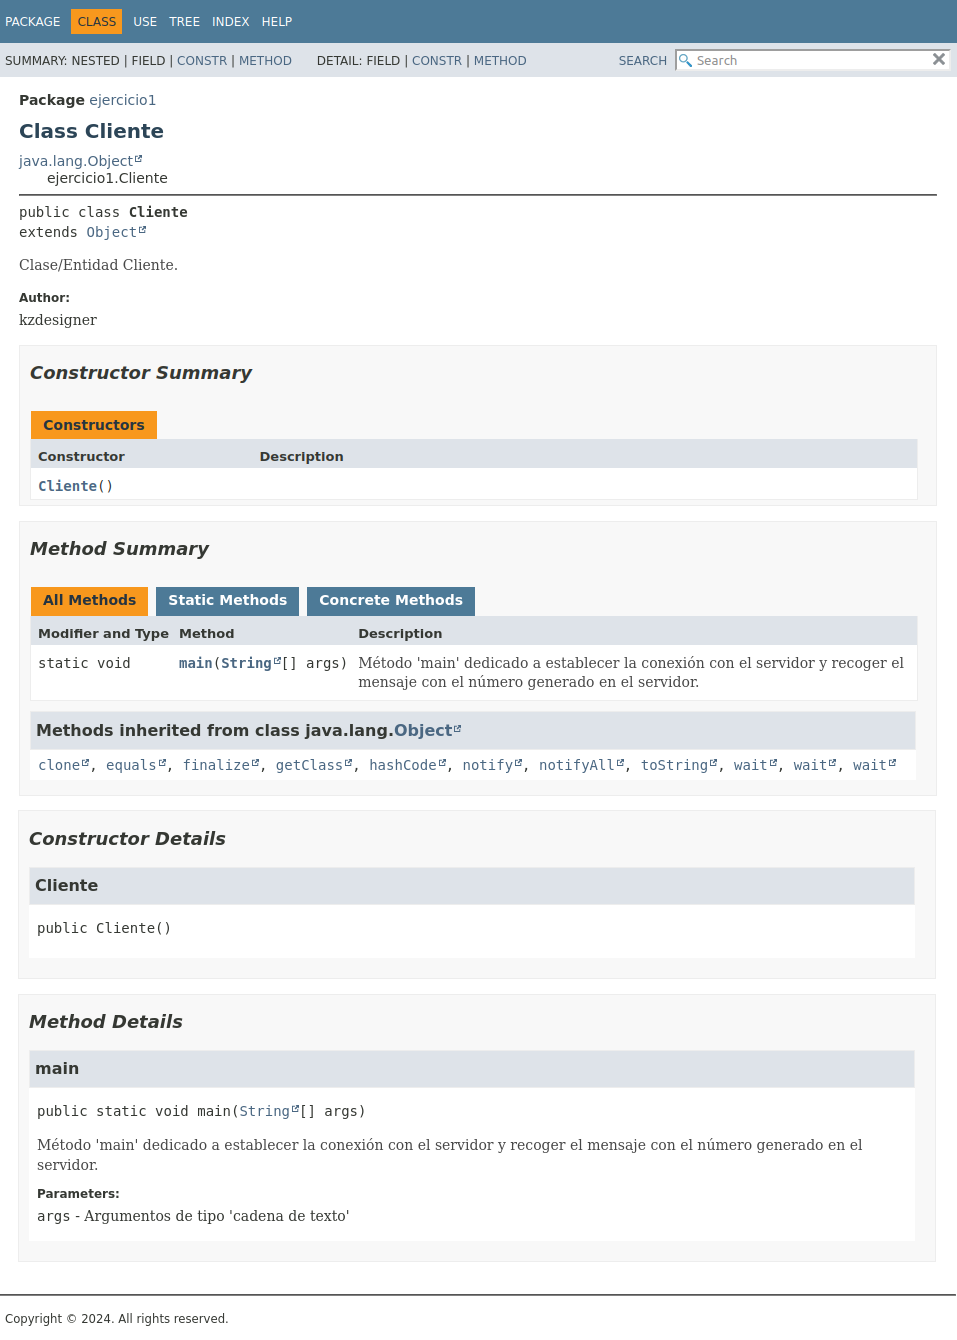 PACKAGE CLASS USE TREE INDEX HELP
SUMMARY: NESTED | FIELD | CONSTR | METHOD DETAIL: FIELD | CONSTR | METHOD SEARCH Search
Package ejercicio1
Class Cliente
java.lang.Object
ejercicio1.Cliente
public class Cliente
extends Object
Clase/Entidad Cliente.
Author:
kzdesigner
Constructor Summary
Constructors
Constructor Description
Cliente()
Method Summary
All Methods Static Methods Concrete Methods
Modifier and Type Method Description
static void main(String[] args) Método 'main' dedicado a establecer la conexión con el servidor y recoger el
mensaje con el número generado en el servidor.
Methods inherited from class java.lang.Object
clone, equals, finalize, getClass, hashCode, notify, notifyAll, toString, wait, wait, wait
Constructor Details
Cliente
public Cliente()
Method Details
main
public static void main(String[] args)
Método 'main' dedicado a establecer la conexión con el servidor y recoger el mensaje con el número generado en el
servidor.
Parameters:
args - Argumentos de tipo 'cadena de texto'
Copyright © 2024. All rights reserved.